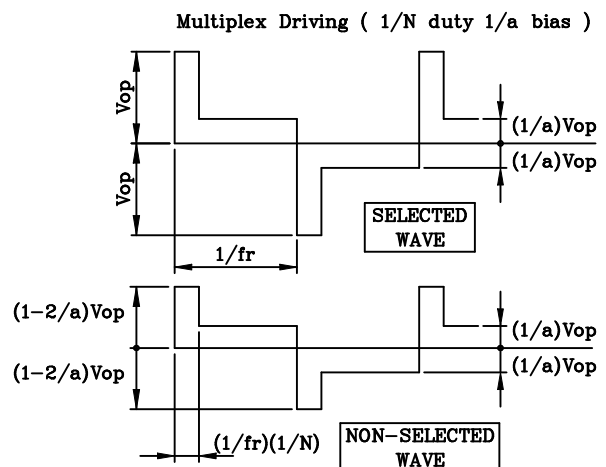 Multiplex Driving ( 1/N duty 1/a bias )
Vop
Vop
(1/a)Vop
(1/a)Vop
SELECTED
WAVE
1/fr
(1-2/a)Vop
(1-2/a)Vop
(1/a)Vop
(1/a)Vop
(1/fr)(1/N)
NON-SELECTED
WAVE